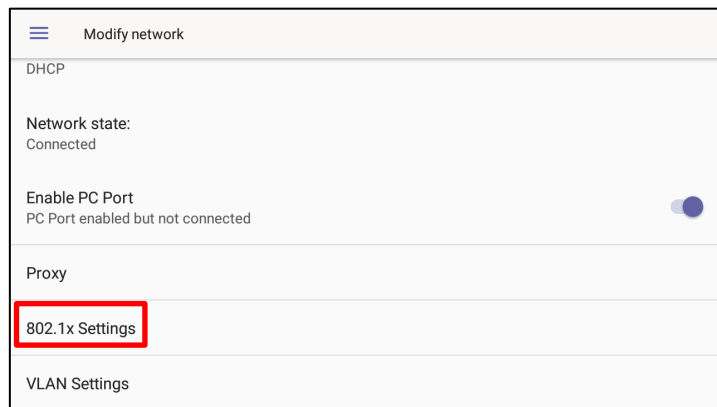 Modify network
DHCP
Network state:
Connected
Enable PC Port
PC Port enabled but not connected
Proxy
802.1x Settings
VLAN Settings